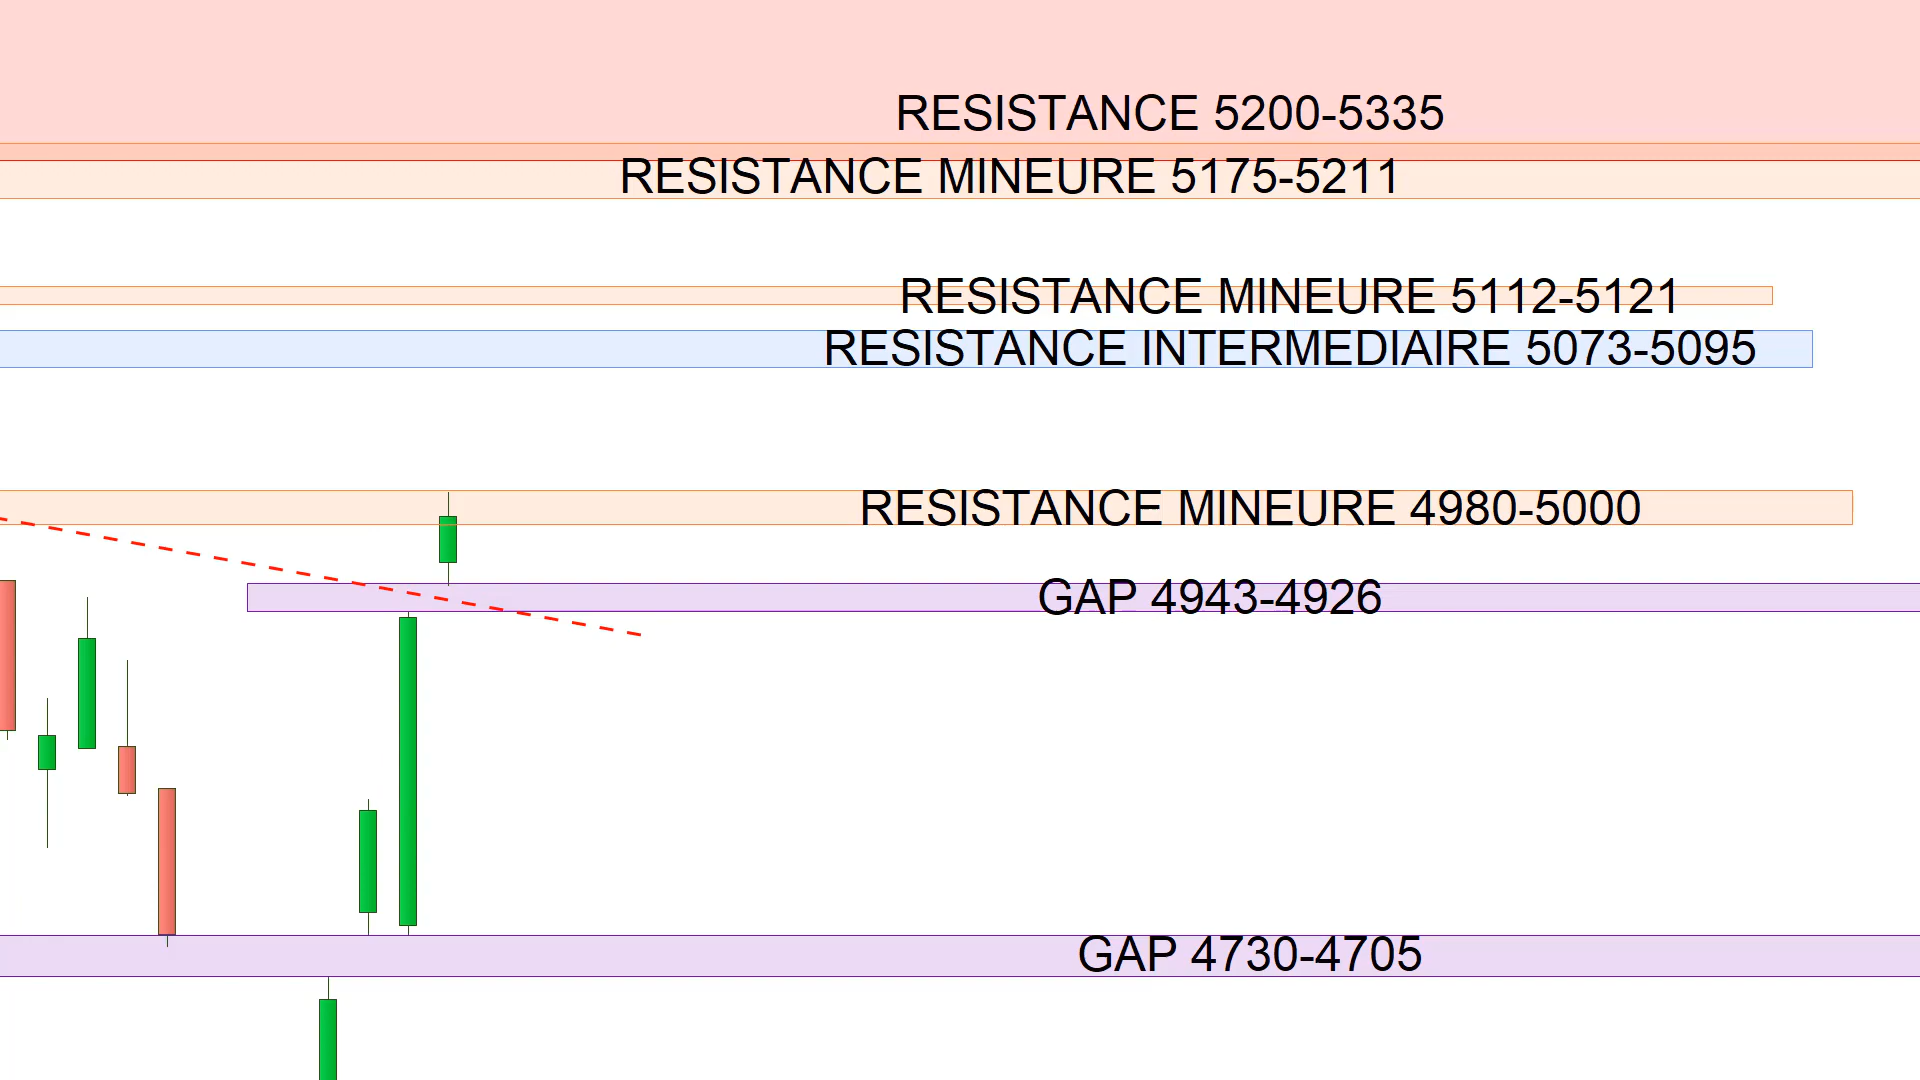 RESISTANCE 5200-5335
RESISTANCE MINEURE 5175-5211
RESISTANCE MINEURE 5112-5121
RESISTANCE INTERMEDIAIRE 5073-5095
RESISTANCE MINEURE 4980-5000
GAP 4943-4926
GAP 4730-4705